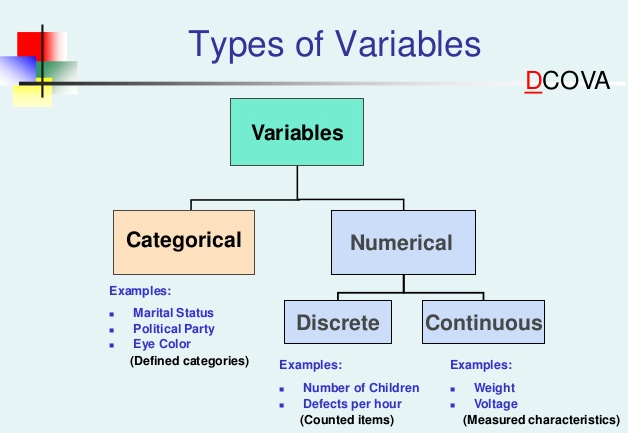 Types of Variables
DCOVA
Variables
Categorical
Numerical
Examples:
Marital Status
Political Party
Eye Color
(Defined categories)
Discrete
Continuous
Examples:
Number of Children
Defects per hour
(Counted items)
Examples:
Weight
Voltage
(Measured characteristics)